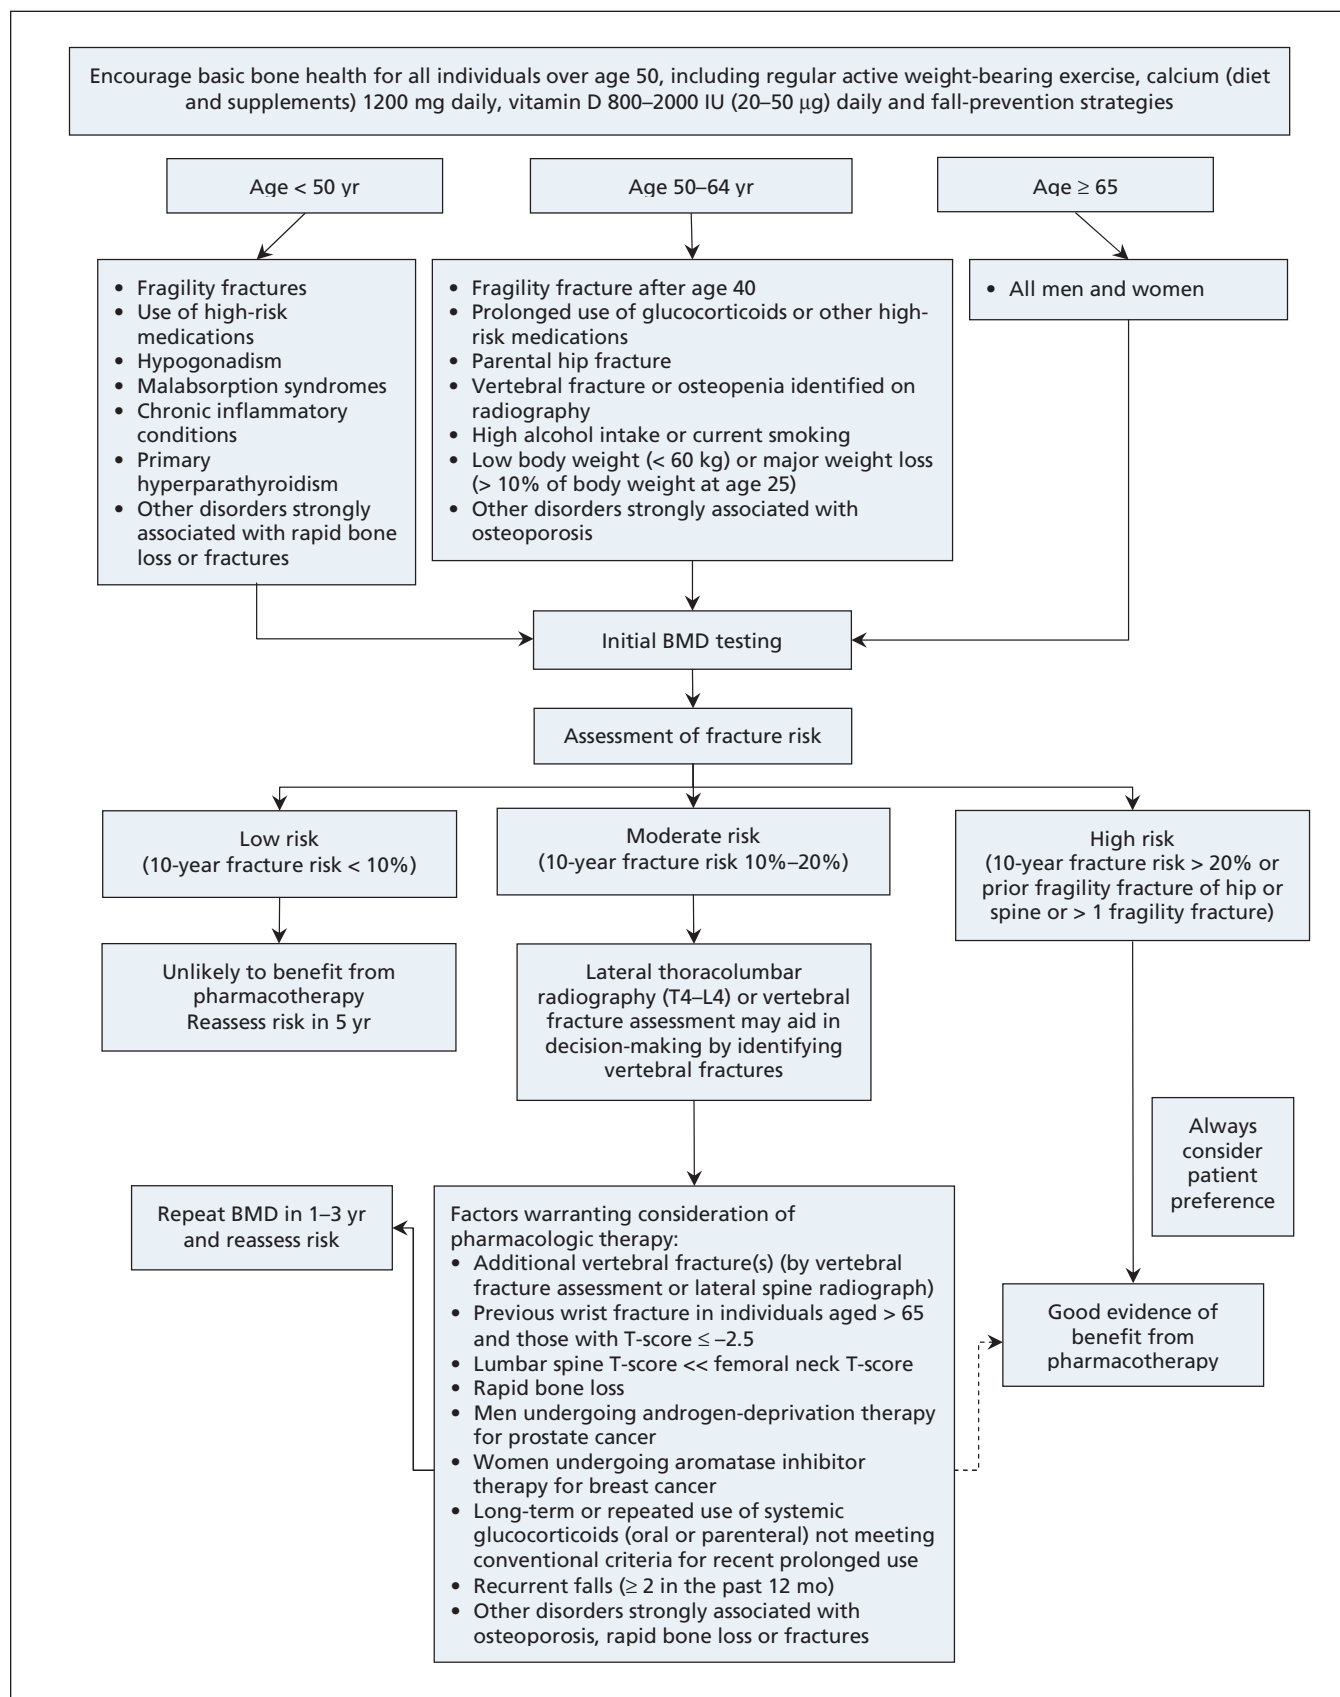 Encourage basic bone health for all individuals over age 50, including regular active weight-bearing exercise, calcium (diet
and supplements) 1200 mg daily, vitamin D 800–2000 IU (20–50 μg) daily and fall-prevention strategies
Age < 50 yr
Age 50–64 yr
Age ≥ 65
• Fragility fractures
• Use of high-risk
medications
• Hypogonadism
• Malabsorption syndromes
• Chronic inflammatory
conditions
• Primary
hyperparathyroidism
• Other disorders strongly
associated with rapid bone
loss or fractures
• Fragility fracture after age 40
• Prolonged use of glucocorticoids or other high-
risk medications
• Parental hip fracture
• Vertebral fracture or osteopenia identified on
radiography
• High alcohol intake or current smoking
• Low body weight (< 60 kg) or major weight loss
(> 10% of body weight at age 25)
• Other disorders strongly associated with
osteoporosis
• All men and women
Initial BMD testing
Assessment of fracture risk
Low risk
(10-year fracture risk < 10%)
Moderate risk
(10-year fracture risk 10%–20%)
High risk
(10-year fracture risk > 20% or
prior fragility fracture of hip or
spine or > 1 fragility fracture)
Unlikely to benefit from
pharmacotherapy
Reassess risk in 5 yr
Lateral thoracolumbar
radiography (T4–L4) or vertebral
fracture assessment may aid in
decision-making by identifying
vertebral fractures
Always
consider
patient
preference
Repeat BMD in 1–3 yr
and reassess risk
Factors warranting consideration of
pharmacologic therapy:
• Additional vertebral fracture(s) (by vertebral
fracture assessment or lateral spine radiograph)
• Previous wrist fracture in individuals aged > 65
and those with T-score ≤ –2.5
• Lumbar spine T-score << femoral neck T-score
• Rapid bone loss
• Men undergoing androgen-deprivation therapy
for prostate cancer
• Women undergoing aromatase inhibitor
therapy for breast cancer
• Long-term or repeated use of systemic
glucocorticoids (oral or parenteral) not meeting
conventional criteria for recent prolonged use
• Recurrent falls (≥ 2 in the past 12 mo)
• Other disorders strongly associated with
osteoporosis, rapid bone loss or fractures
Good evidence of
benefit from
pharmacotherapy